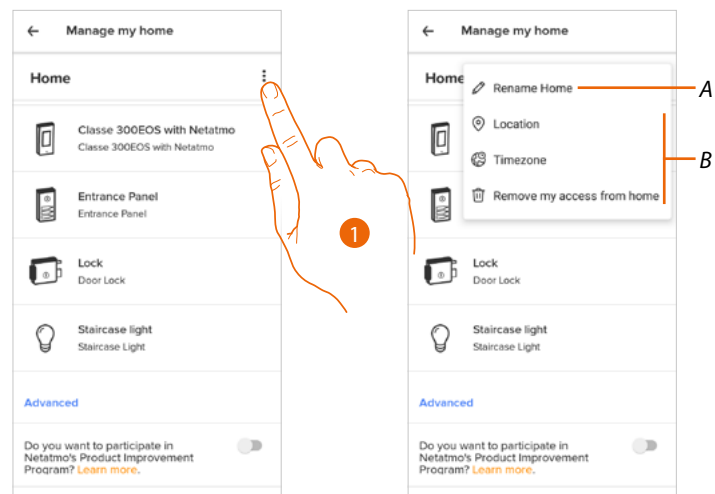 ← Manage my home
Home
Classe 300EOS with Netatmo
Classe 300EOS with Netatmo
Entrance Panel
Entrance Panel
Lock
Door Lock
Staircase light
Staircase Light
Advanced
Do you want to participate in
Netatmo's Product Improvement
Program? Learn more.
1
← Manage my home
Home
Rename Home
A
Location
Timezone
B
Remove my access from home
Lock
Door Lock
Staircase light
Staircase Light
Advanced
Do you want to participate in
Netatmo's Product Improvement
Program? Learn more.